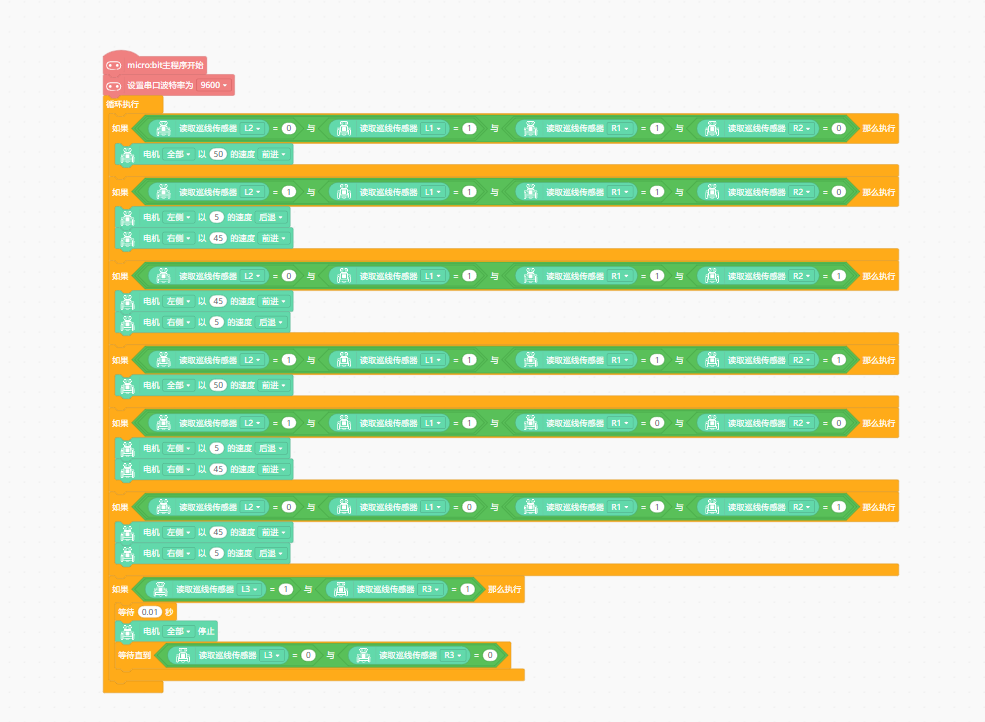 micro:bit主程序开始
设置串口波特率为 9600
循环执行
如果 读取巡线传感器 L2 = 0 与 读取巡线传感器 L1 = 1 与 读取巡线传感器 R1 = 1 与 读取巡线传感器 R2 = 0 那么执行
电机 全部 以 50 的速度 前进
如果 读取巡线传感器 L2 = 1 与 读取巡线传感器 L1 = 1 与 读取巡线传感器 R1 = 1 与 读取巡线传感器 R2 = 0 那么执行
电机 左侧 以 5 的速度 后退
电机 右侧 以 45 的速度 前进
如果 读取巡线传感器 L2 = 0 与 读取巡线传感器 L1 = 1 与 读取巡线传感器 R1 = 1 与 读取巡线传感器 R2 = 1 那么执行
电机 左侧 以 45 的速度 前进
电机 右侧 以 5 的速度 后退
如果 读取巡线传感器 L2 = 1 与 读取巡线传感器 L1 = 1 与 读取巡线传感器 R1 = 1 与 读取巡线传感器 R2 = 1 那么执行
电机 全部 以 50 的速度 前进
如果 读取巡线传感器 L2 = 1 与 读取巡线传感器 L1 = 1 与 读取巡线传感器 R1 = 0 与 读取巡线传感器 R2 = 0 那么执行
电机 左侧 以 5 的速度 后退
电机 右侧 以 45 的速度 前进
如果 读取巡线传感器 L2 = 0 与 读取巡线传感器 L1 = 0 与 读取巡线传感器 R1 = 1 与 读取巡线传感器 R2 = 1 那么执行
电机 左侧 以 45 的速度 前进
电机 右侧 以 5 的速度 后退
如果 读取巡线传感器 L3 = 1 与 读取巡线传感器 R3 = 1 那么执行
等待 0.01 秒
电机 全部 停止
等待直到 读取巡线传感器 L3 = 0 与 读取巡线传感器 R3 = 0